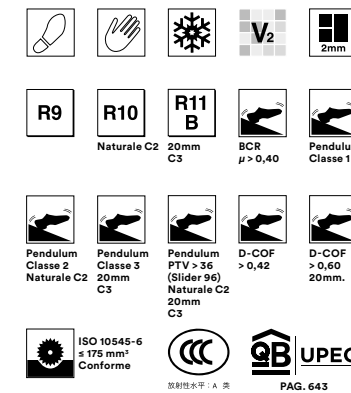 V2
2mm
R9
R10
R11
B
Naturale C2
20mm
C3
BCR
μ > 0,40
Pendulu
Classe 1
Pendulum
Classe 2
Naturale C2
Pendulum
Classe 3
20mm
C3
Pendulum
PTV > 36
(Slider 96)
Naturale C2
20mm
C3
D-COF
> 0,42
D-COF
> 0,60
20mm.
ISO 10545-6
≤ 175 mm³
Conforme
CCC
放射性水平：A 类
QB UPEC
PAG. 643